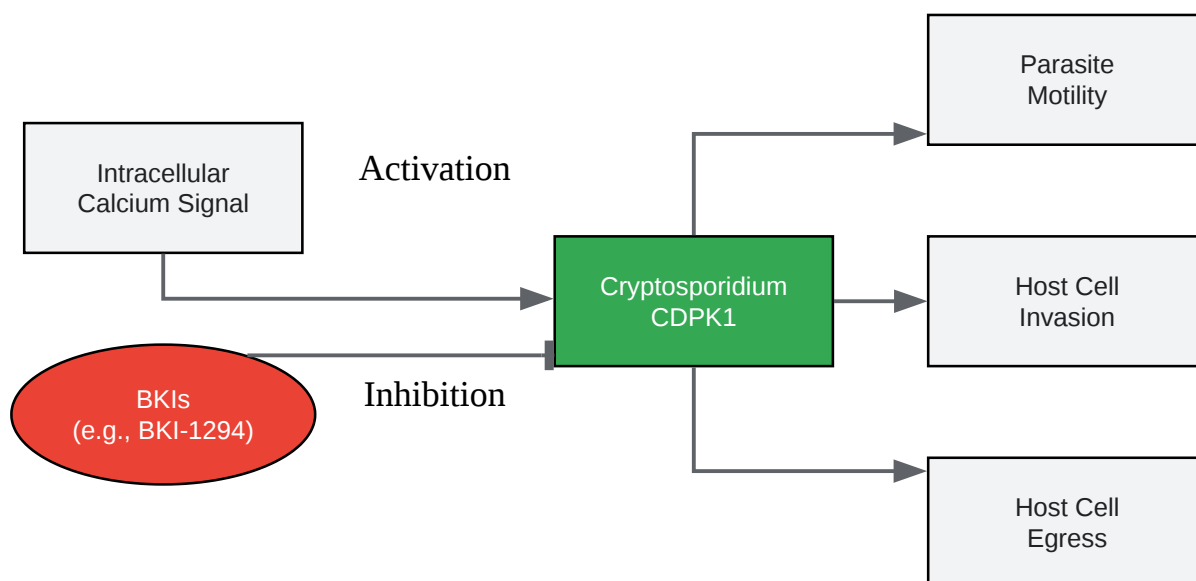 Parasite
Motility
Intracellular
Calcium Signal
Activation
Cryptosporidium
CDPK1
Host Cell
Invasion
BKIs
(e.g., BKI-1294)
Inhibition
Host Cell
Egress